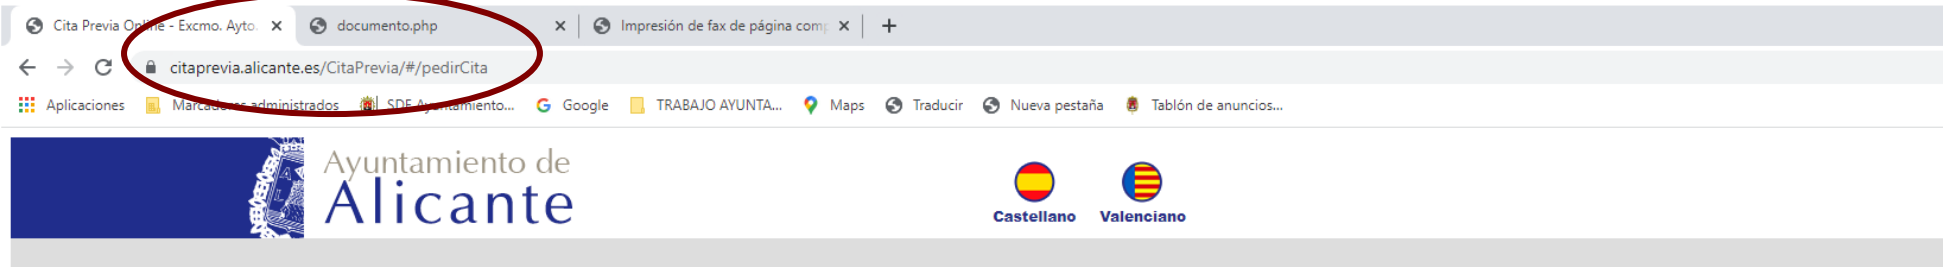 Cita Previa Online - Excmo. Ayto. documento.php Impresión de fax de página comp
citaprevia.alicante.es/CitaPrevia/#/pedirCita
Aplicaciones Marcadores administrados SDE Ayuntamiento... Google TRABAJO AYUNTA... Maps Traducir Nueva pestaña Tablón de anuncios...
Ayuntamiento de
Alicante
Castellano Valenciano